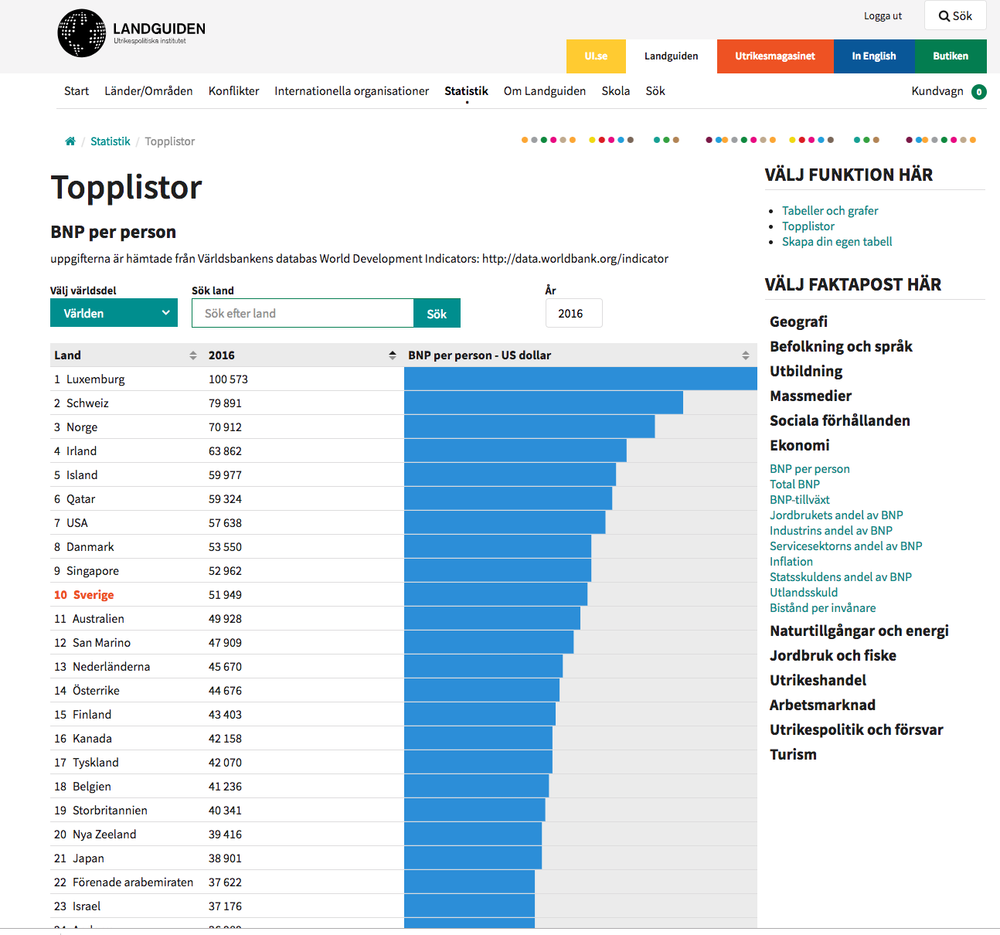 LANDGUIDEN
Utrikespolitiska institutet
Logga ut
Sök
UI.se
Landguiden
Utrikesmagasinet
In English
Butiken
Start
Länder/Områden
Konflikter
Internationella organisationer
Statistik
Om Landguiden
Skola
Sök
Kundvagn 0
/ Statistik / Topplistor
Topplistor
BNP per person
uppgifterna är hämtade från Världsbankens databas World Development Indicators: http://data.worldbank.org/indicator
Välj världsdel
Världen
Sök land
Sök efter land
Sök
År
2016
Land 2016 BNP per person - US dollar
1 Luxemburg 100 573
2 Schweiz 79 891
3 Norge 70 912
4 Irland 63 862
5 Island 59 977
6 Qatar 59 324
7 USA 57 638
8 Danmark 53 550
9 Singapore 52 962
10 Sverige 51 949
11 Australien 49 928
12 San Marino 47 909
13 Nederländerna 45 670
14 Österrike 44 676
15 Finland 43 403
16 Kanada 42 158
17 Tyskland 42 070
18 Belgien 41 236
19 Storbritannien 40 341
20 Nya Zeeland 39 416
21 Japan 38 901
22 Förenade arabemiraten 37 622
23 Israel 37 176
VÄLJ FUNKTION HÄR
Tabeller och grafer
Topplistor
Skapa din egen tabell
VÄLJ FAKTAPOST HÄR
Geografi
Befolkning och språk
Utbildning
Massmedier
Sociala förhållanden
Ekonomi
BNP per person
Total BNP
BNP-tillväxt
Jordbrukets andel av BNP
Industrins andel av BNP
Servicesektorns andel av BNP
Inflation
Statsskuldens andel av BNP
Utlandsskuld
Bistånd per invånare
Naturtillgångar och energi
Jordbruk och fiske
Utrikeshandel
Arbetsmarknad
Utrikespolitik och försvar
Turism